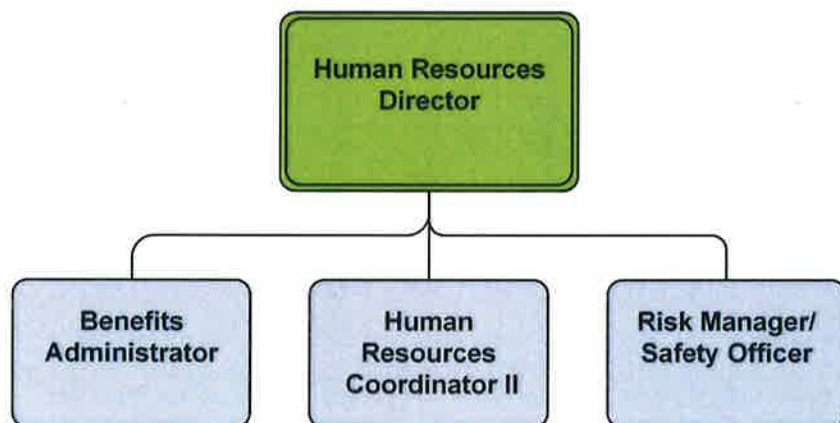 Human Resources
Director
Benefits
Administrator
Human
Resources
Coordinator II
Risk Manager/
Safety Officer